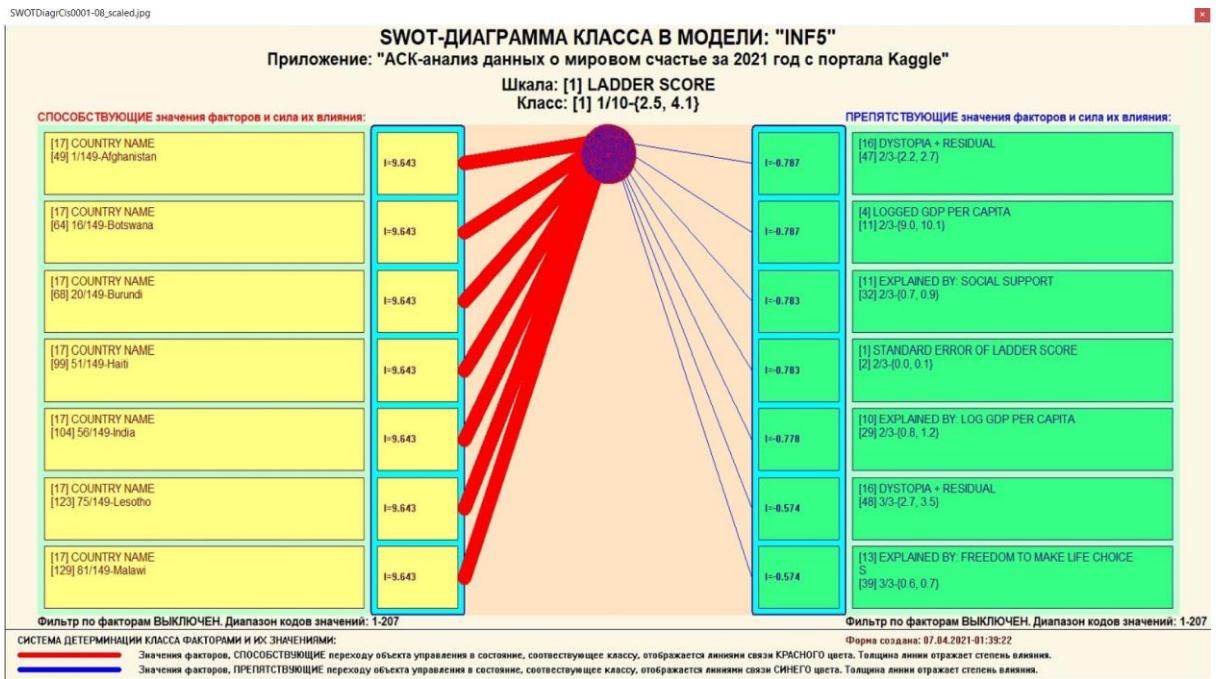 SWOTDiagrCls0001-08_scaled.jpg
SWOT-ДИАГРАММА КЛАССА В МОДЕЛИ: "INF5"
Приложение: "АСК-анализ данных о мировом счастье за 2021 год с портала Kaggle"
Шкала: [1] LADDER SCORE
Класс: [1] 1/10-{2.5, 4.1}
СПОСОБСТВУЮЩИЕ значения факторов и сила их влияния:
[17] COUNTRY NAME
[49] 1/149-Afghanistan
I=9.643
[17] COUNTRY NAME
[64] 16/149-Botswana
I=9.643
[17] COUNTRY NAME
[68] 20/149-Burundi
I=9.643
[17] COUNTRY NAME
[99] 51/149-Haiti
I=9.643
[17] COUNTRY NAME
[104] 56/149-India
I=9.643
[17] COUNTRY NAME
[123] 75/149-Lesotho
I=9.643
[17] COUNTRY NAME
[129] 81/149-Malawi
I=9.643
Фильтр по факторам ВЫКЛЮЧЕН. Диапазон кодов значений: 1-207
ПРЕПЯТСТВУЮЩИЕ значения факторов и сила их влияния:
I=-0.787
[16] DYSTOPIA + RESIDUAL
[47] 2/3-{2.2, 2.7}
I=-0.787
[4] LOGGED GDP PER CAPITA
[11] 2/3-{9.0, 10.1}
I=-0.783
[11] EXPLAINED BY: SOCIAL SUPPORT
[32] 2/3-{0.7, 0.9}
I=-0.783
[1] STANDARD ERROR OF LADDER SCORE
[2] 2/3-{0.0, 0.1}
I=-0.778
[10] EXPLAINED BY: LOG GDP PER CAPITA
[29] 2/3-{0.8, 1.2}
I=-0.574
[16] DYSTOPIA + RESIDUAL
[48] 3/3-{2.7, 3.5}
I=-0.574
[13] EXPLAINED BY: FREEDOM TO MAKE LIFE CHOICE
S
[39] 3/3-{0.6, 0.7}
Фильтр по факторам ВЫКЛЮЧЕН. Диапазон кодов значений: 1-207
СИСТЕМА ДЕТЕРМИНАЦИИ КЛАССА ФАКТОРАМИ И ИХ ЗНАЧЕНИЯМИ:
Форма создана: 07.04.2021-01:39:22
Значения факторов, СПОСОБСТВУЮЩИЕ переходу объекта управления в состояние, соотвествующее классу, отображается линиями связи КРАСНОГО цвета. Толщина линии отражает степень влияния.
Значения факторов, ПРЕПЯТСТВУЮЩИЕ переходу объекта управления в состояние, соотвествующее классу, отображается линиями связи СИНЕГО цвета. Толщина линии отражает степень влияния.